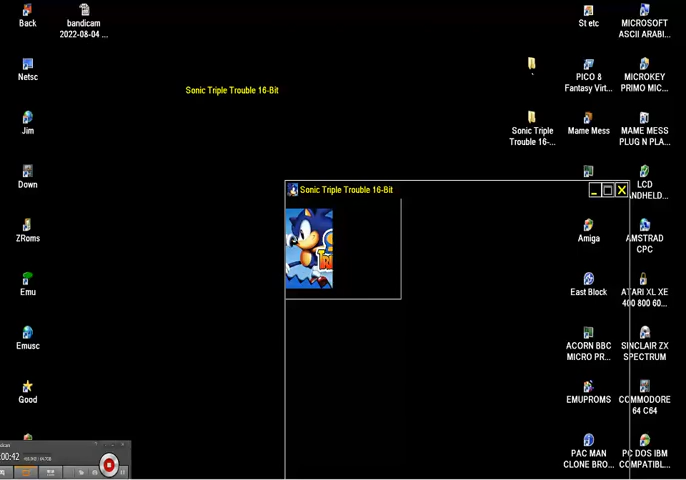 Back
bandicam
2022-08-04 ...
St etc
MICROSOFT
ASCII ARABI...
Netsc
Sonic Triple Trouble 16-Bit
PICO 8
Fantasy Virt...
MICROKEY
PRIMO MIC...
Jim
Sonic Triple
Trouble 16-...
Mame Mess
MAME MESS
PLUG N PLA...
Down
Sonic Triple Trouble 16-Bit
LCD
ANDHELD...
ZRoms
Amiga
AMSTRAD
CPC
Emu
East Block
ATARI XL XE
400 800 60...
Emusc
ACORN BBC
MICRO PR...
SINCLAIR ZX
SPECTRUM
Good
EMUPROMS
COMMODORE
64 C64
:00:42
PAC MAN
CLONE BRO...
PC DOS IBM
COMPATIBL...